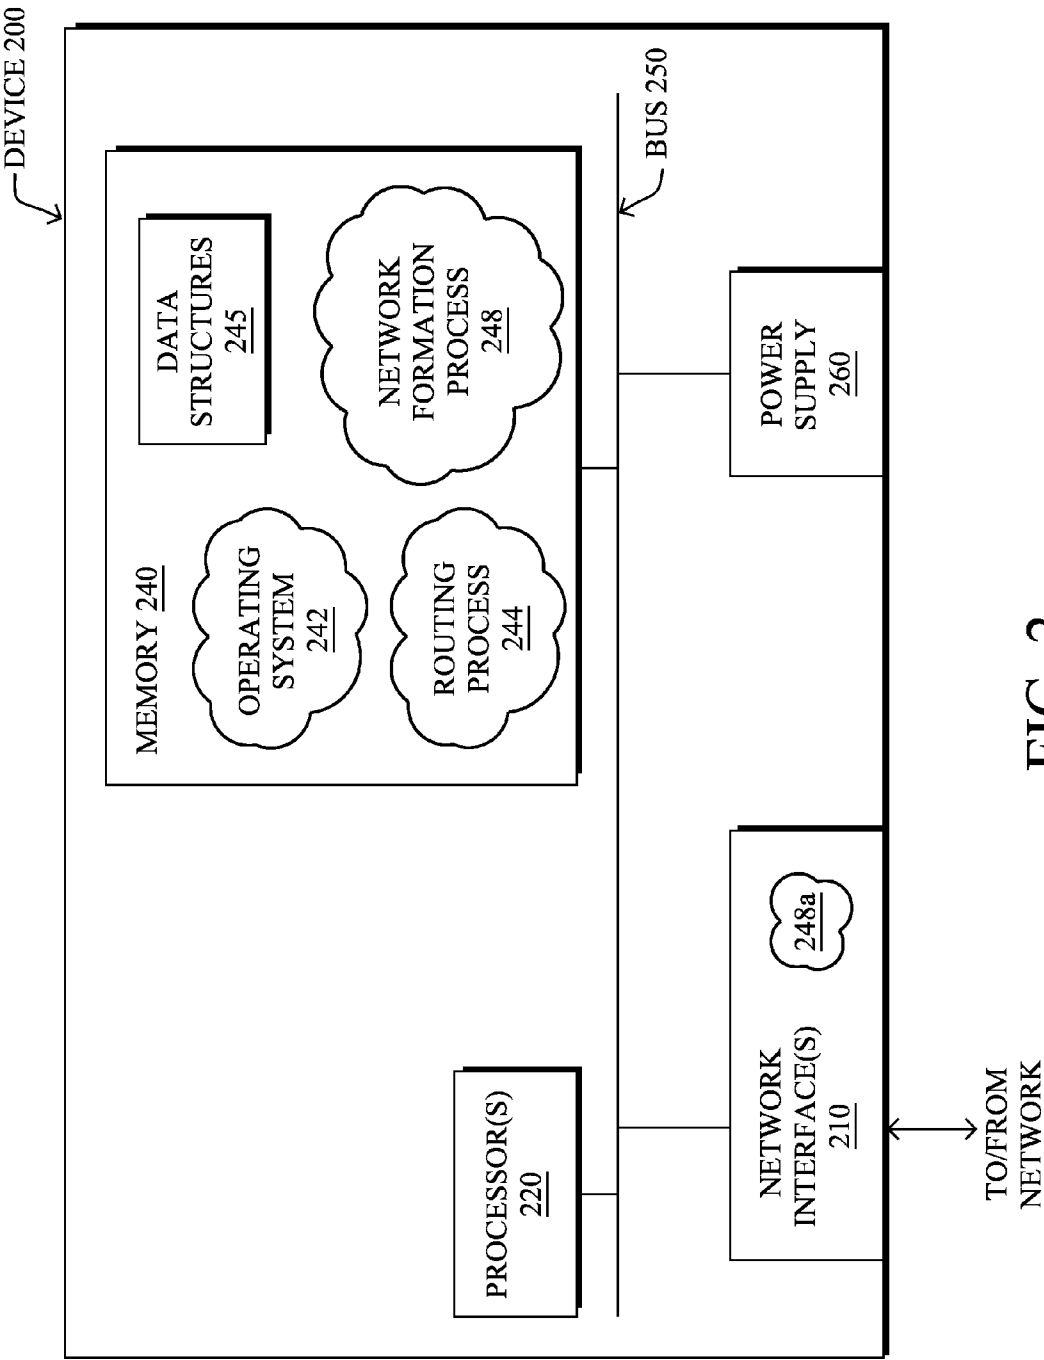 DEVICE 200
MEMORY 240
OPERATING
SYSTEM
242
DATA
STRUCTURES
245
ROUTING
PROCESS
244
NETWORK
FORMATION
PROCESS
248
PROCESSOR(S)
220
BUS 250
NETWORK
INTERFACE(S)
210
248a
POWER
SUPPLY
260
TO/FROM
NETWORK
FIG.